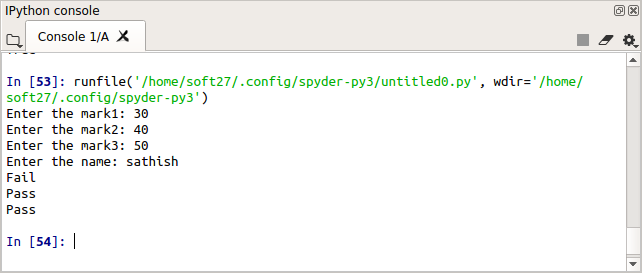 IPython console
Console 1/A
In [53]: runfile('/home/soft27/.config/spyder-py3/untitled0.py', wdir='/home/
soft27/.config/spyder-py3')
Enter the mark1: 30
Enter the mark2: 40
Enter the mark3: 50
Enter the name: sathish
Fail
Pass
Pass
In [54]: